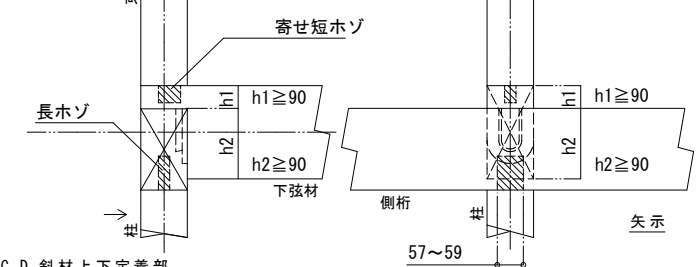 寄せ短ホゾ
長ホゾ
h1
h1≧90
h2
h2≧90
下弦材
柱
h1
h1≧90
h2
h2≧90
側桁
柱
矢示
57～59
C,D 斜材上下定着部